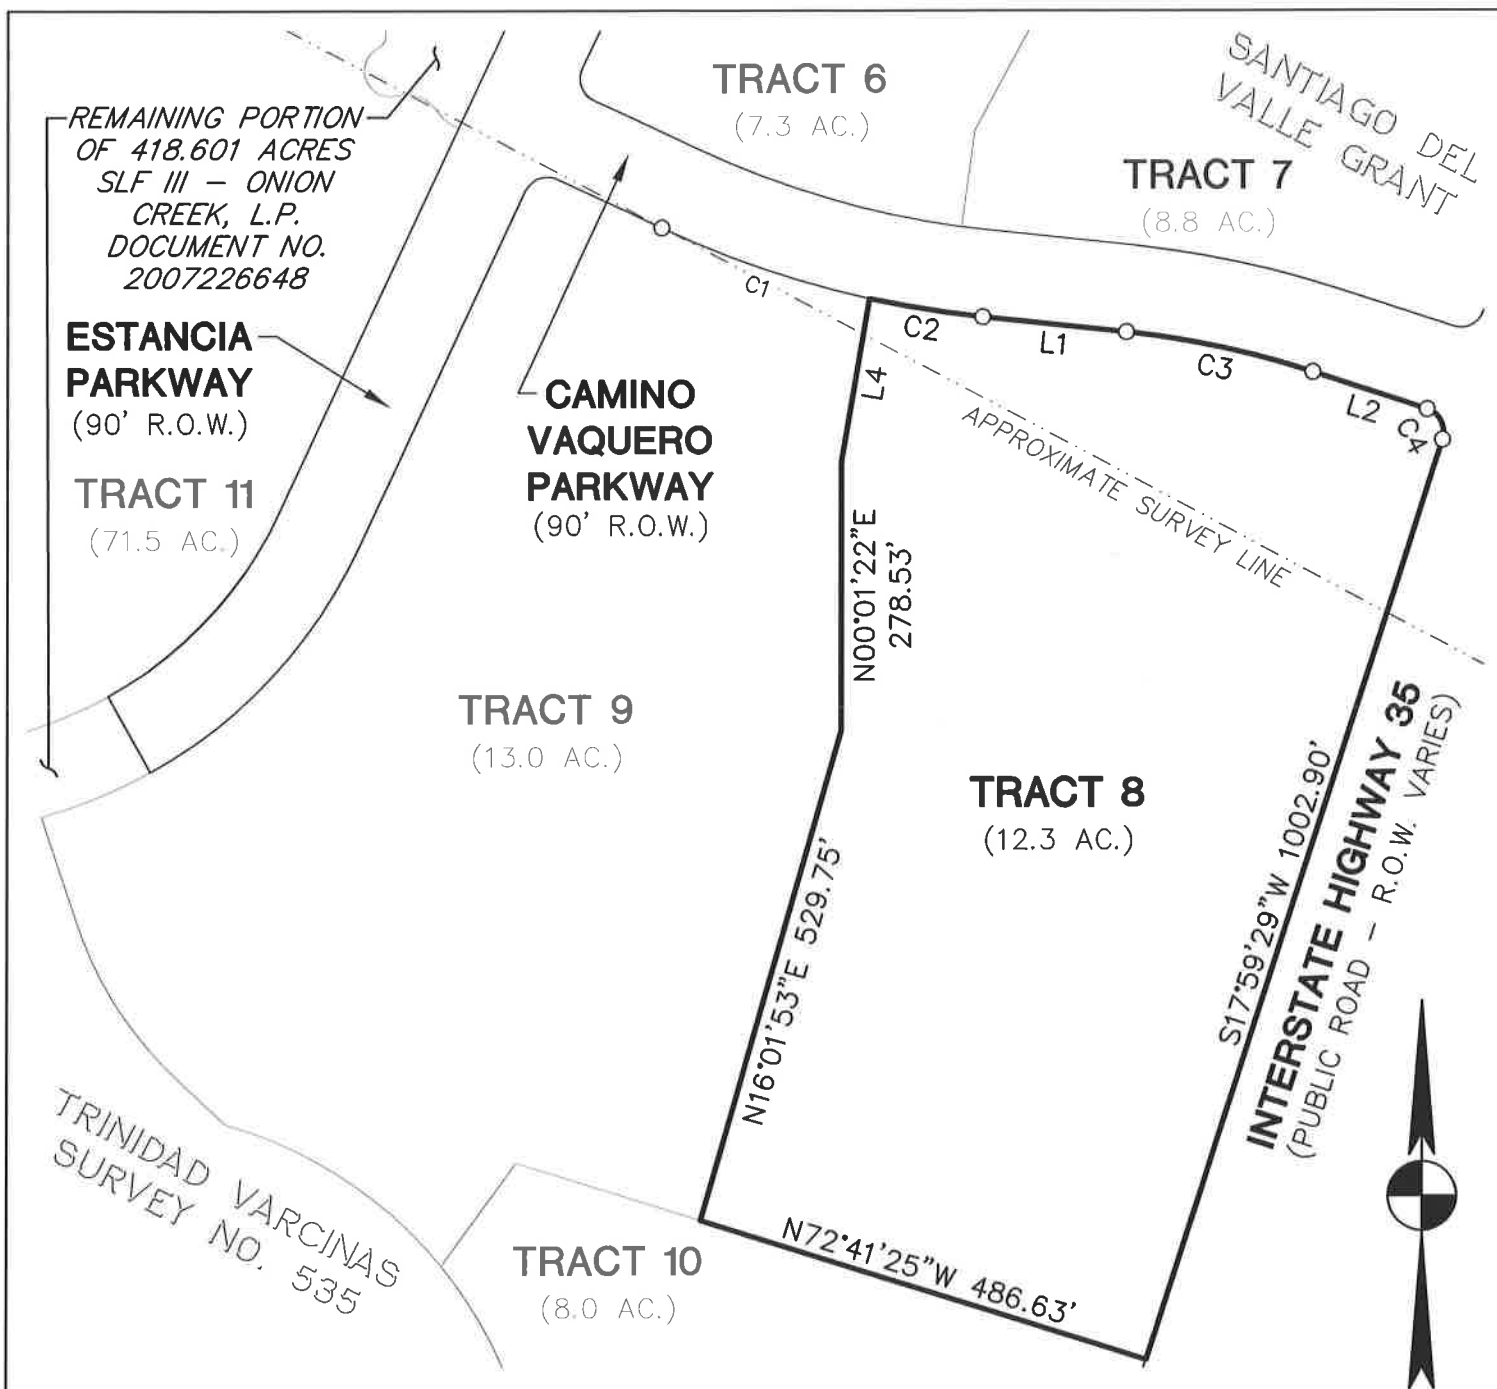 TRACT 6
(7.3 AC.)
SANTIAGO DEL
VALLE GRANT
REMAINING PORTION
OF 418.601 ACRES
SLF III – ONION
CREEK, L.P.
DOCUMENT NO.
2007226648
TRACT 7
(8.8 AC.)
ESTANCIA
PARKWAY
(90' R.O.W.)
CAMINO
VAQUERO
PARKWAY
(90' R.O.W.)
C1
C2
L1
C3
L2
C4
L4
APPROXIMATE SURVEY LINE
TRACT 11
(71.5 AC.)
N00°01'22"E
278.53'
TRACT 9
(13.0 AC.)
TRACT 8
(12.3 AC.)
INTERSTATE HIGHWAY 35
(PUBLIC ROAD – R.O.W. VARIES)
S17°59'29"W 1002.90'
N16°01'53"E 529.75'
TRINIDAD VARCINAS
SURVEY NO. 535
TRACT 10
(8.0 AC.)
N72°41'25"W 486.63'